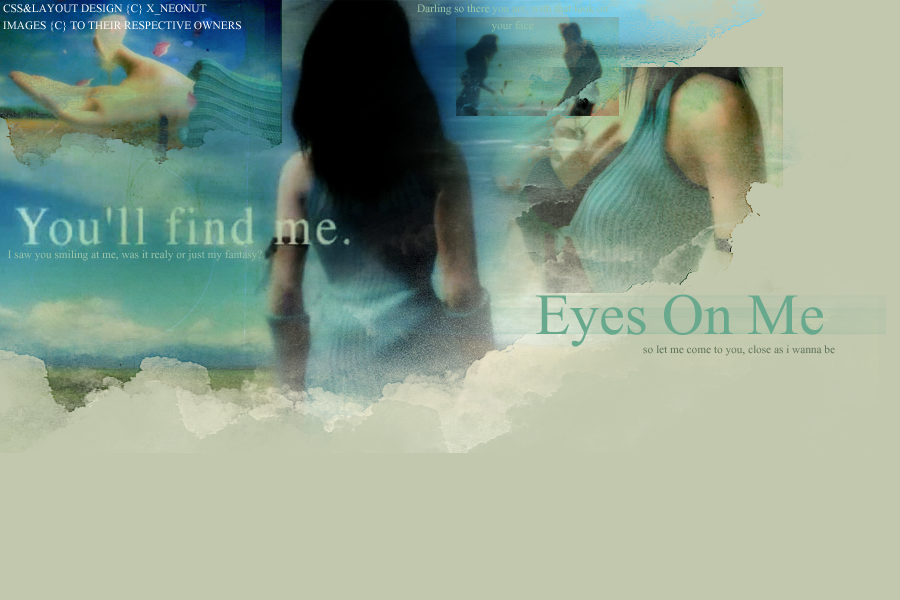 CSS&LAYOUT DESIGN {C} X_NEONUT
IMAGES {C} TO THEIR RESPECTIVE OWNERS
Darling so there you
your face
You'll find me.
I saw you smiling at me, was it realy or just my fantasy?
Eyes On Me
so let me come to you, close as i wanna be